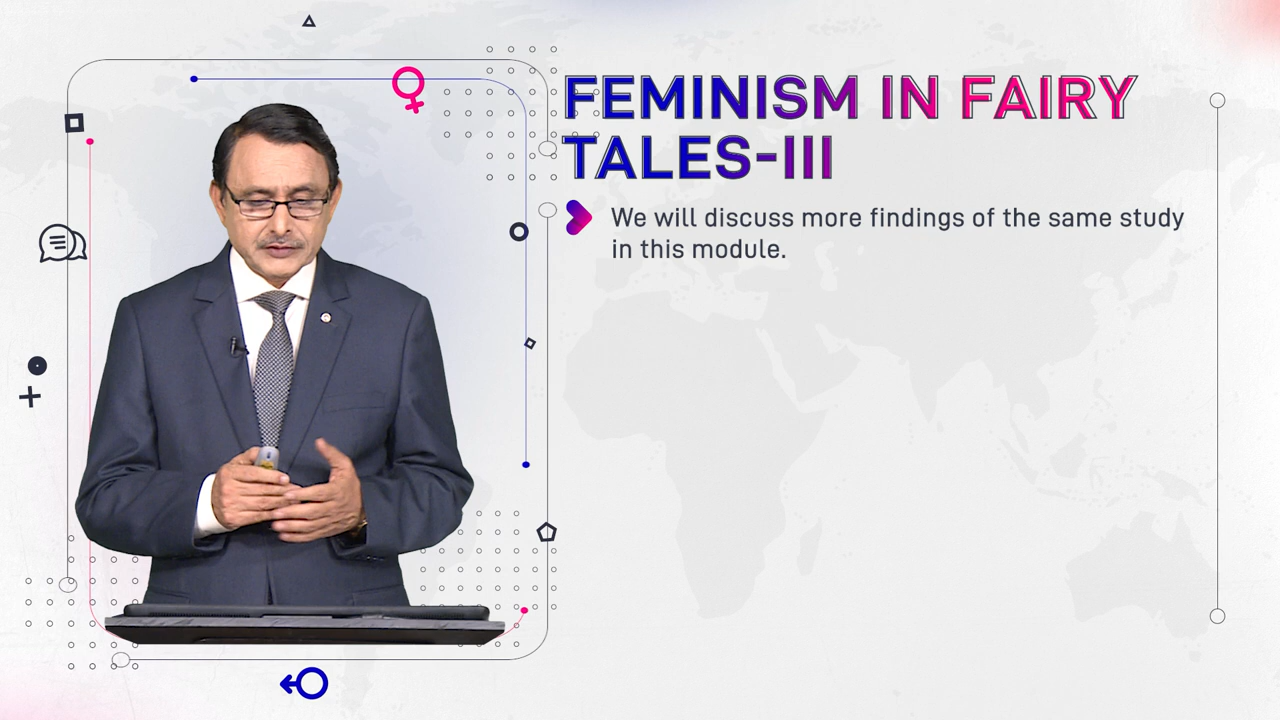 FEMINISM IN FAIRY
TALES-III
We will discuss more findings of the same study
in this module.